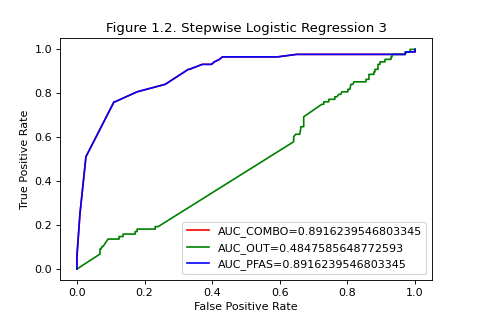 Figure 1.2. Stepwise Logistic Regression 3
True Positive Rate
1.0
0.8
0.6
0.4
0.2
0.0
AUC_COMBO=0.8916239546803345
AUC_OUT=0.4847585648772593
AUC_PFAS=0.8916239546803345
0.0 0.2 0.4 0.6 0.8 1.0
False Positive Rate